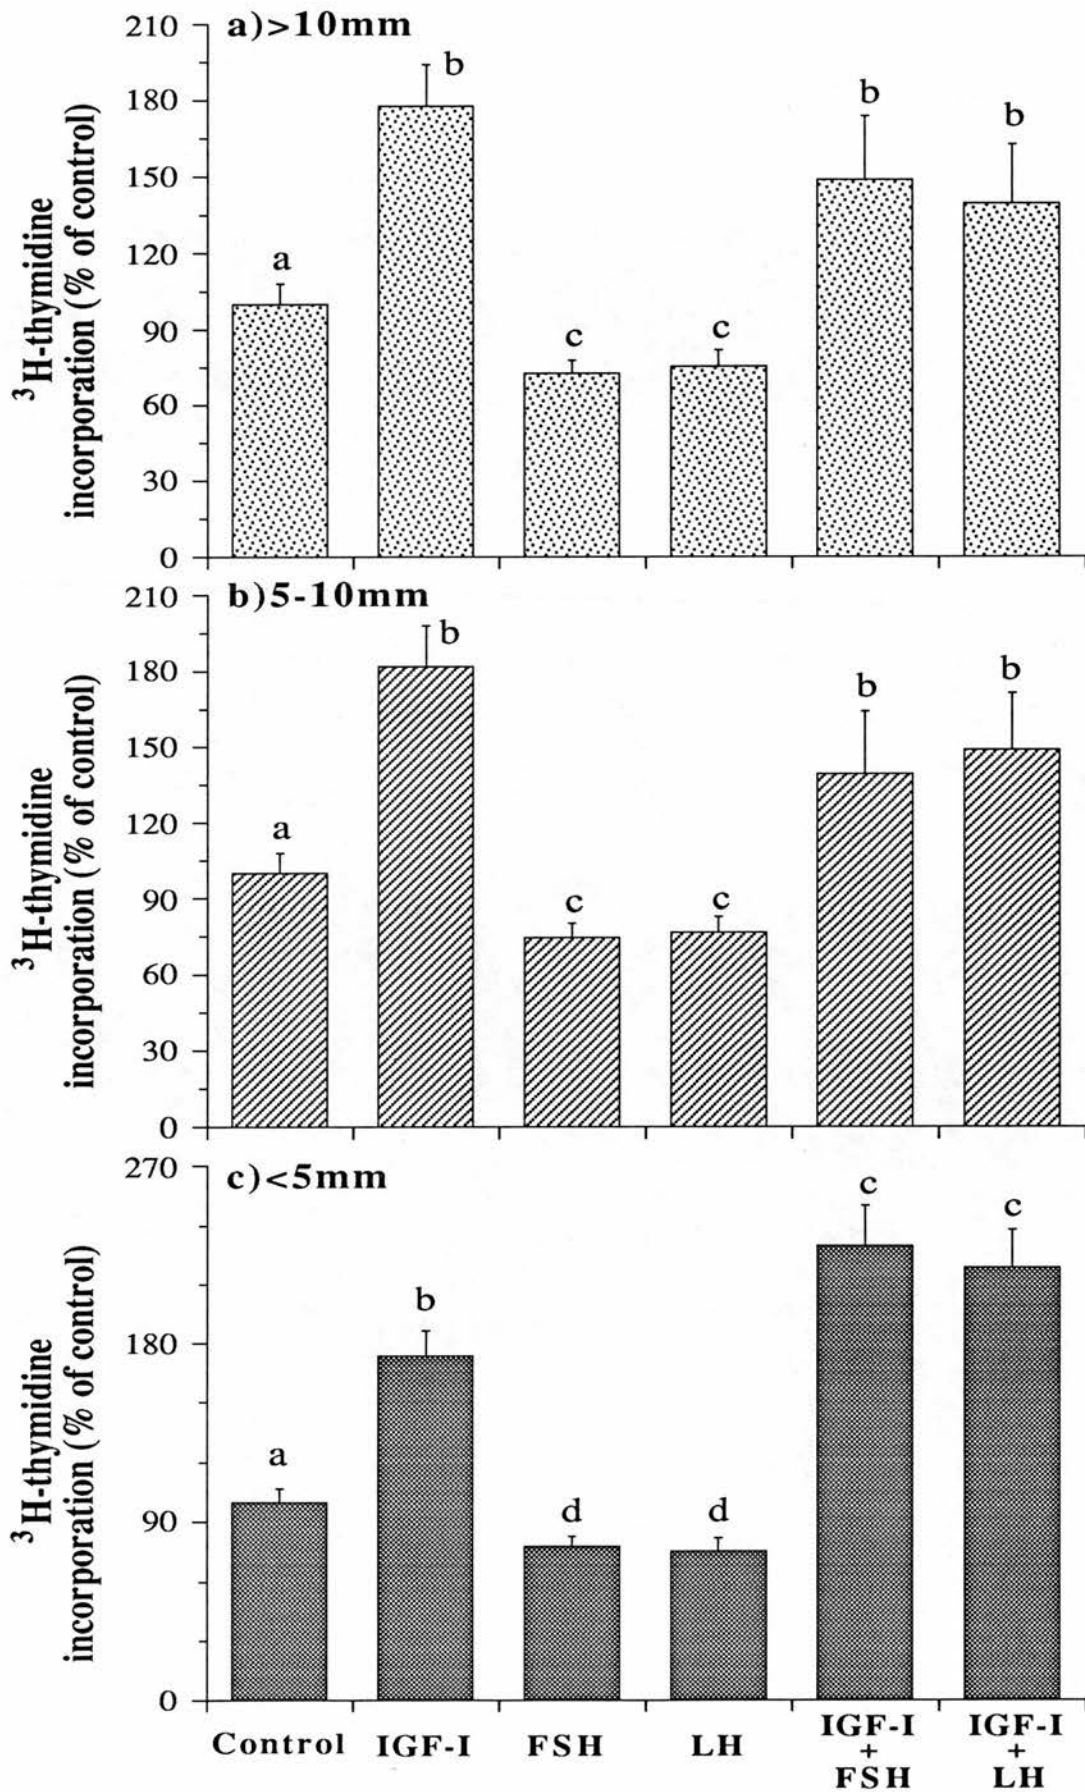 a)>10mm
³H-thymidine
incorporation (% of control)
210
180
150
120
90
60
30
0
a
b
c
c
b
b
b)5-10mm
³H-thymidine
incorporation (% of control)
210
180
150
120
90
60
30
0
a
b
c
c
b
b
c)<5mm
³H-thymidine
incorporation (% of control)
270
180
90
0
a
b
d
d
c
c
Control
IGF-I
FSH
LH
IGF-I
+
FSH
IGF-I
+
LH